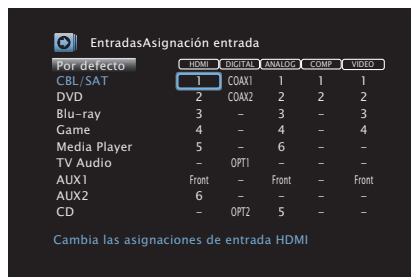 EntradasAsignación entrada
Por defecto HDMI DIGITAL ANALOG COMP VIDEO
CBL/SAT 1 COAX1 1 1 1
DVD 2 COAX2 2 2 2
Blu-ray 3 – 3 – 3
Game 4 – 4 – 4
Media Player 5 – 6 – –
TV Audio – OPT1 – – –
AUX1 Front – Front – Front
AUX2 6 – – – –
CD – OPT2 5 – –
Cambia las asignaciones de entrada HDMI